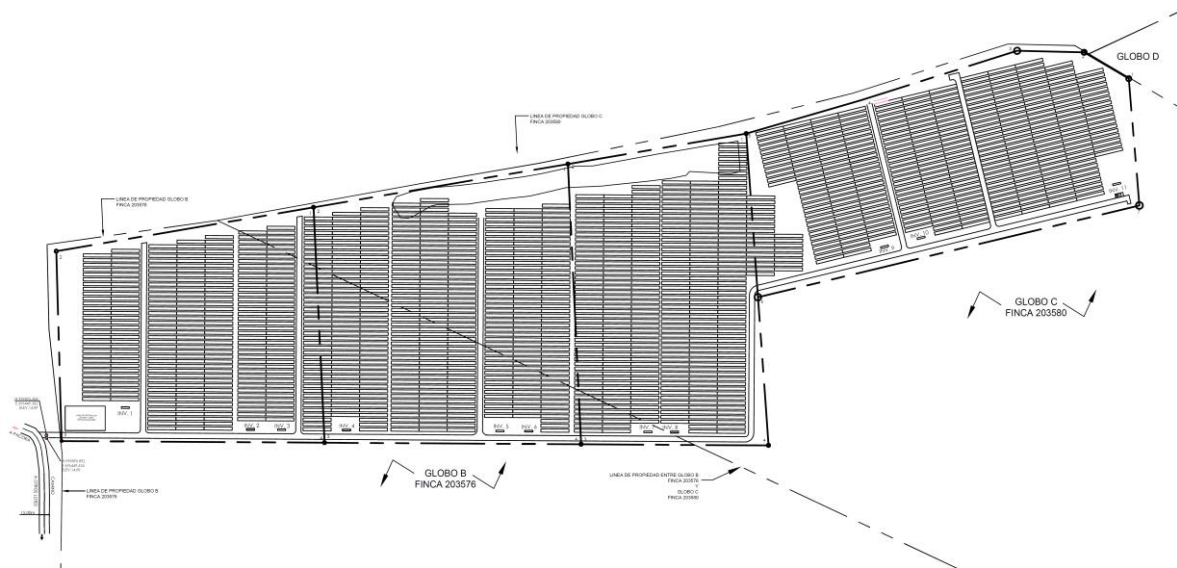 GLOBO D
LINEA DE PROPIEDAD GLOBO C
FINCA 203580
LINEA DE PROPIEDAD GLOBO B
FINCA 203576
INV. 11
INV. 10
INV. 9
GLOBO C
FINCA 203580
INV. 1
INV. 2
INV. 3
INV. 4
INV. 5
INV. 6
INV. 7
INV. 8
GLOBO B
FINCA 203576
LINEA DE PROPIEDAD ENTRE GLOBO B
FINCA 203576
Y
GLOBO C
FINCA 203580
LINEA DE PROPIEDAD GLOBO B
FINCA 203576
CAMINO